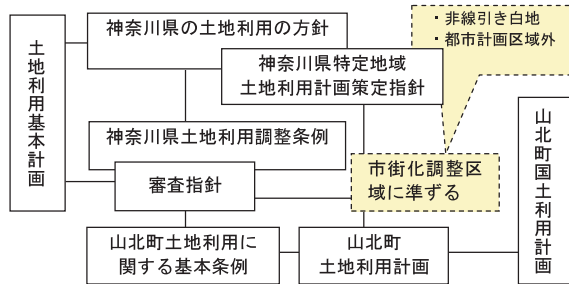 土地利用基本計画
神奈川県の土地利用の方針
神奈川県特定地域
土地利用計画策定指針
・非線引き白地
・都市計画区域外
神奈川県土地利用調整条例
審査指針
市街化調整区
域に準ずる
山北町国土利用計画
山北町土地利用に
関する基本条例
山北町
土地利用計画